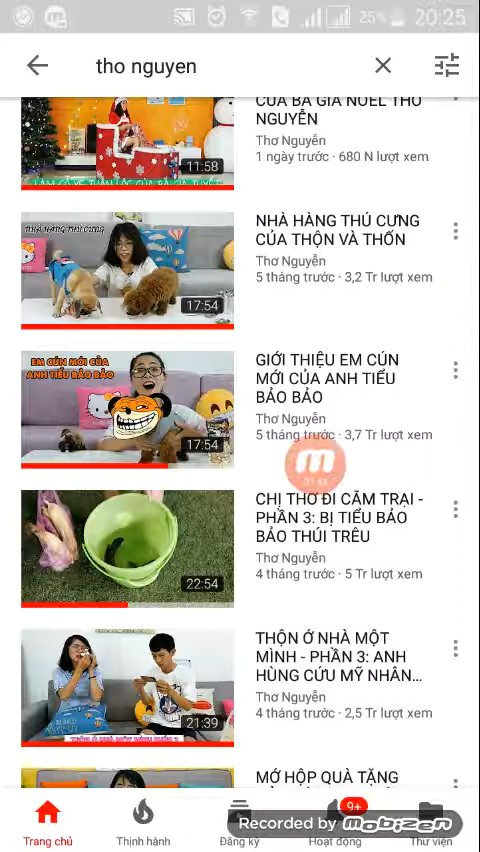 25% 20:25
tho nguyen
CỦA BÀ GIÀ NOEL THƠ
NGUYỄN
Thơ Nguyễn
1 ngày trước · 680 N lượt xem
11:58
NHÀ HÀNG THÚ CƯNG
NHÀ HÀNG THÚ CƯNG
CỦA THỘN VÀ THỐN
Thơ Nguyễn
5 tháng trước · 3,2 Tr lượt xem
17:54
EM CÚN MỚI CỦA
ANH TIỂU BẢO BẢO
GIỚI THIỆU EM CÚN
MỚI CỦA ANH TIỂU
BẢO BẢO
Thơ Nguyễn
5 tháng trước · 3,7 Tr lượt xem
17:54
CHỊ THƠ ĐI CẮM TRẠI -
PHẦN 3: BỊ TIỂU BẢO
BẢO THÚI TRÊU
Thơ Nguyễn
4 tháng trước · 5 Tr lượt xem
22:54
THỘN Ở NHÀ MỘT
MÌNH - PHẦN 3: ANH
HÙNG CỨU MỸ NHÂN...
Thơ Nguyễn
4 tháng trước · 2,5 Tr lượt xem
21:39
MỞ HỘP QUÀ TẶNG
9+
Trang chủ
Thịnh hành
Đăng ký
Hoạt động
Thư viện
Recorded by mobizen